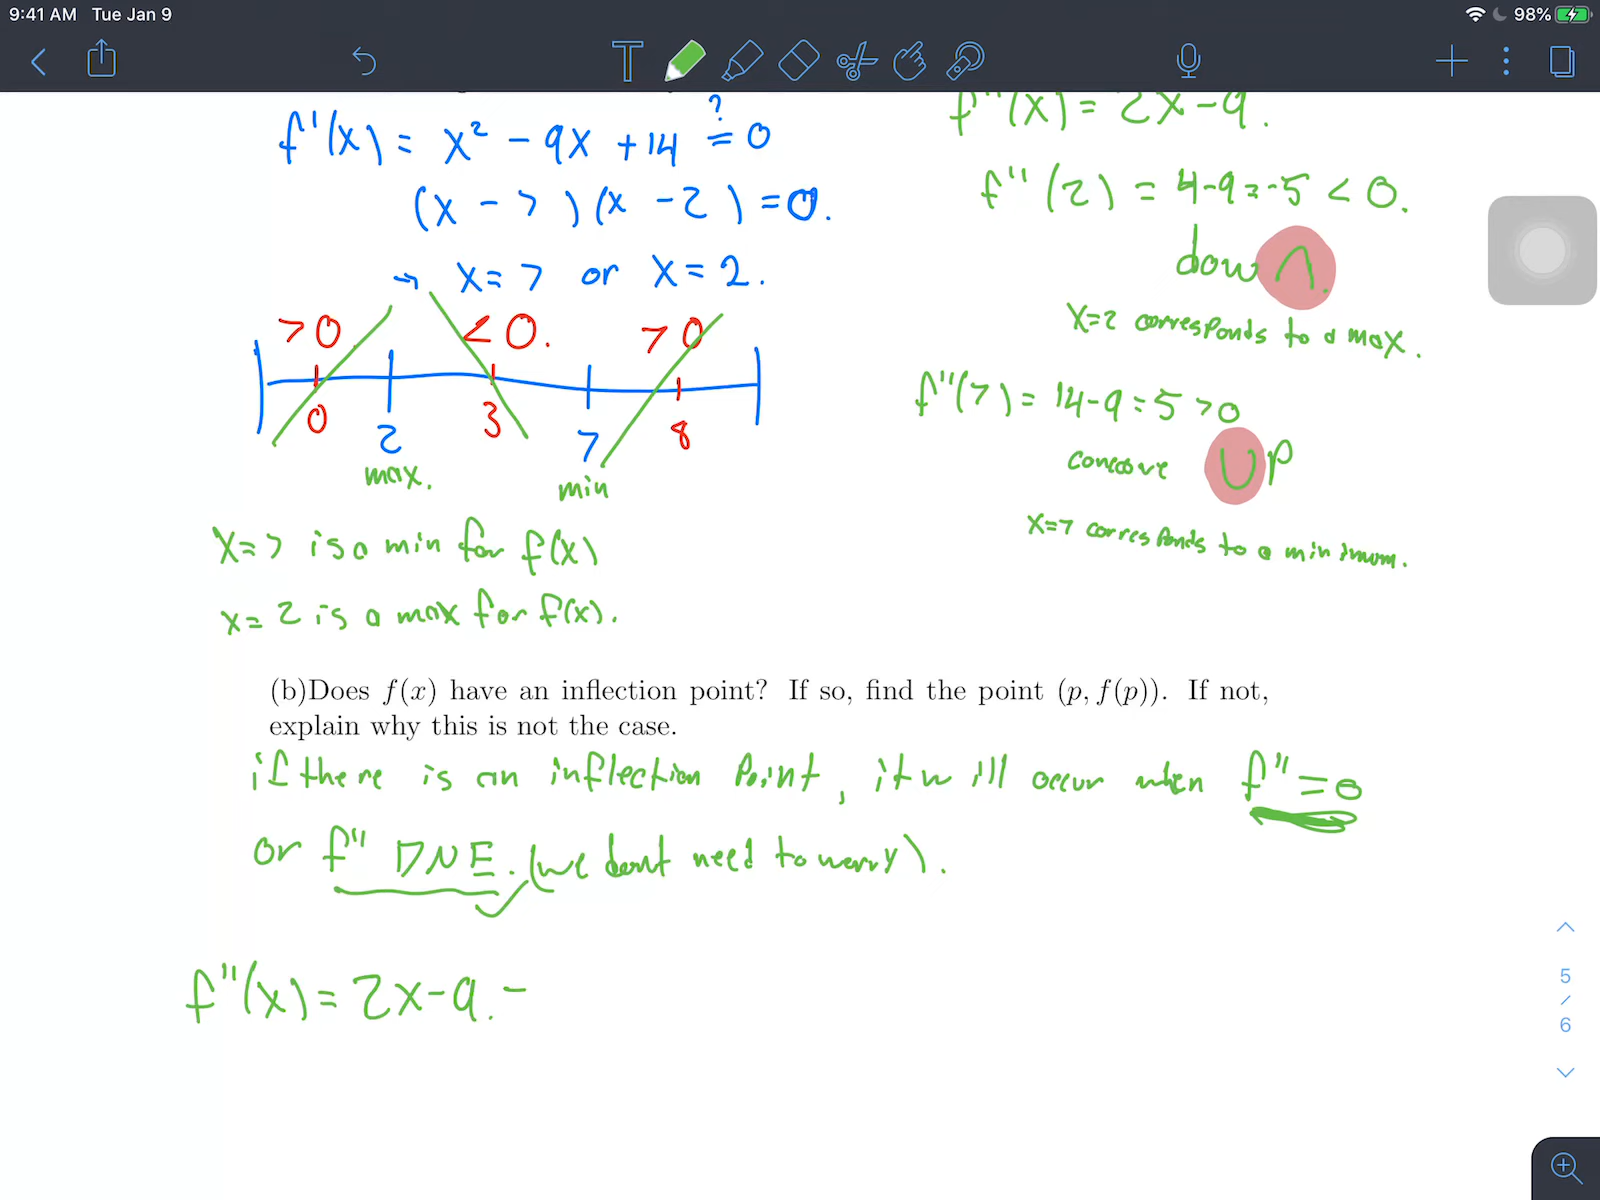 9:41 AM Tue Jan 9
98%
T
f'(x) = x² - 9x + 14 ?= 0
(x - 7)(x - 2) = 0.
→ x = 7 or x = 2.
>0 <0. >0
0 2 3 7 8
max. min
x=7 is a min for f(x)
x=2 is a max for f(x).
f''(x) = 2x-9.
f''(2) = 4-9=-5 < 0.
down.
x=2 corresponds to a max.
f''(7) = 14-9=5 >0
concave UP
x=7 corresponds to a minimum.
(b)Does f(x) have an inflection point? If so, find the point (p, f(p)). If not,
explain why this is not the case.
if there is an inflection Point, it will occur when f''=0
or f'' DNE. (we dont need to worry).
f''(x) = 2x-9. -
5
/
6